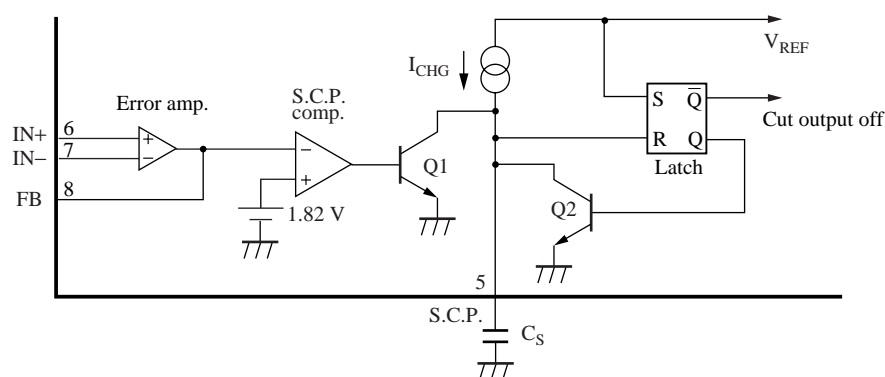 V_REF
I_CHG
Error amp.
S.C.P.
comp.
S
Q̅
Cut output off
IN+
6
+
−
R
Q
IN−
7
−
+
Q1
Latch
FB
8
1.82 V
Q2
5
S.C.P.
C_S